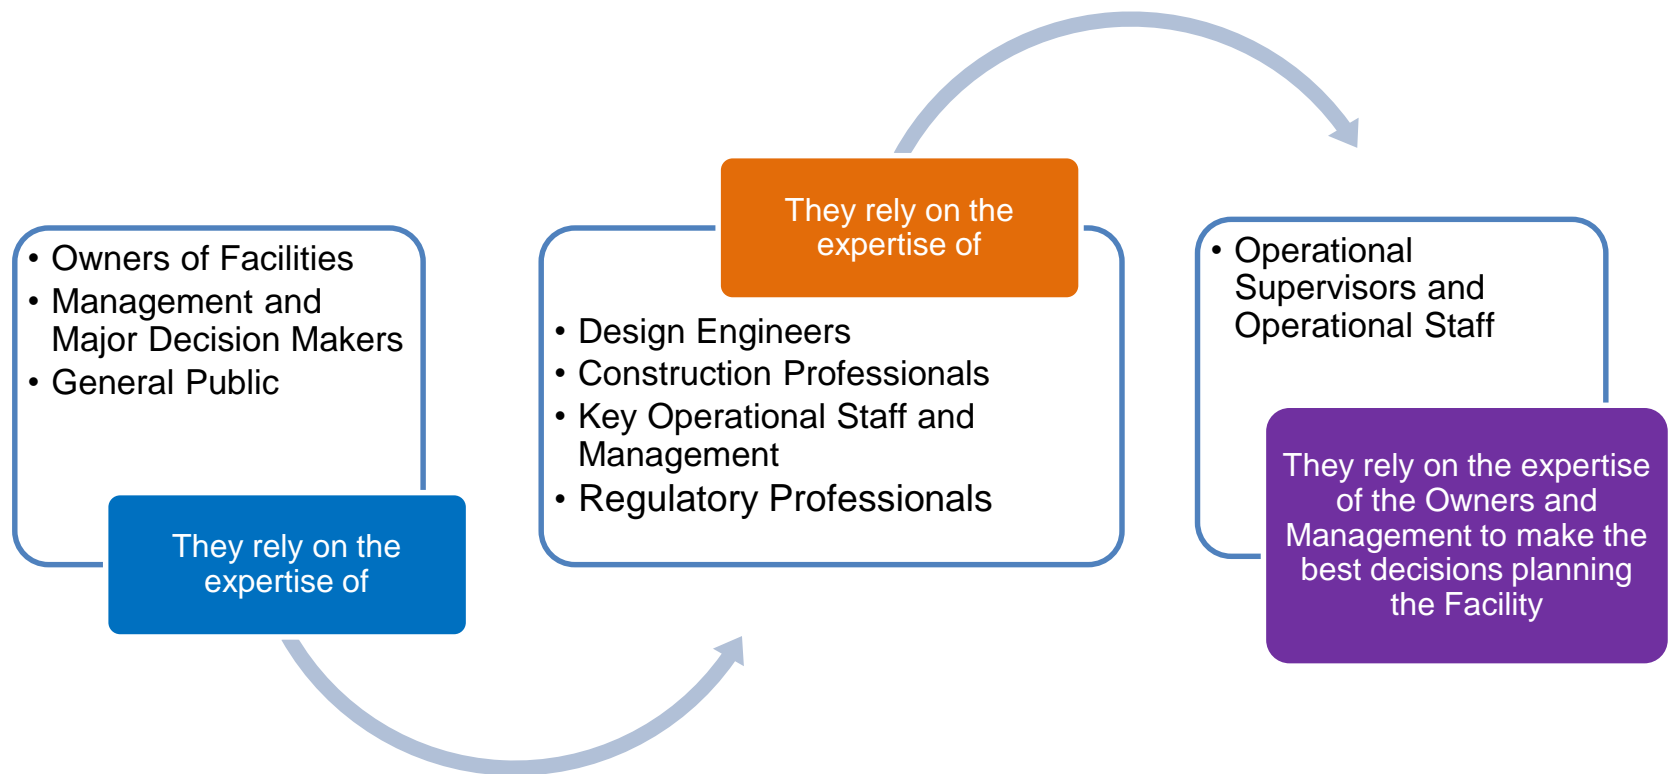 • Owners of Facilities
• Management and
Major Decision Makers
• General Public
They rely on the
expertise of
They rely on the
expertise of
• Design Engineers
• Construction Professionals
• Key Operational Staff and
Management
• Regulatory Professionals
• Operational
Supervisors and
Operational Staff
They rely on the expertise
of the Owners and
Management to make the
best decisions planning
the Facility